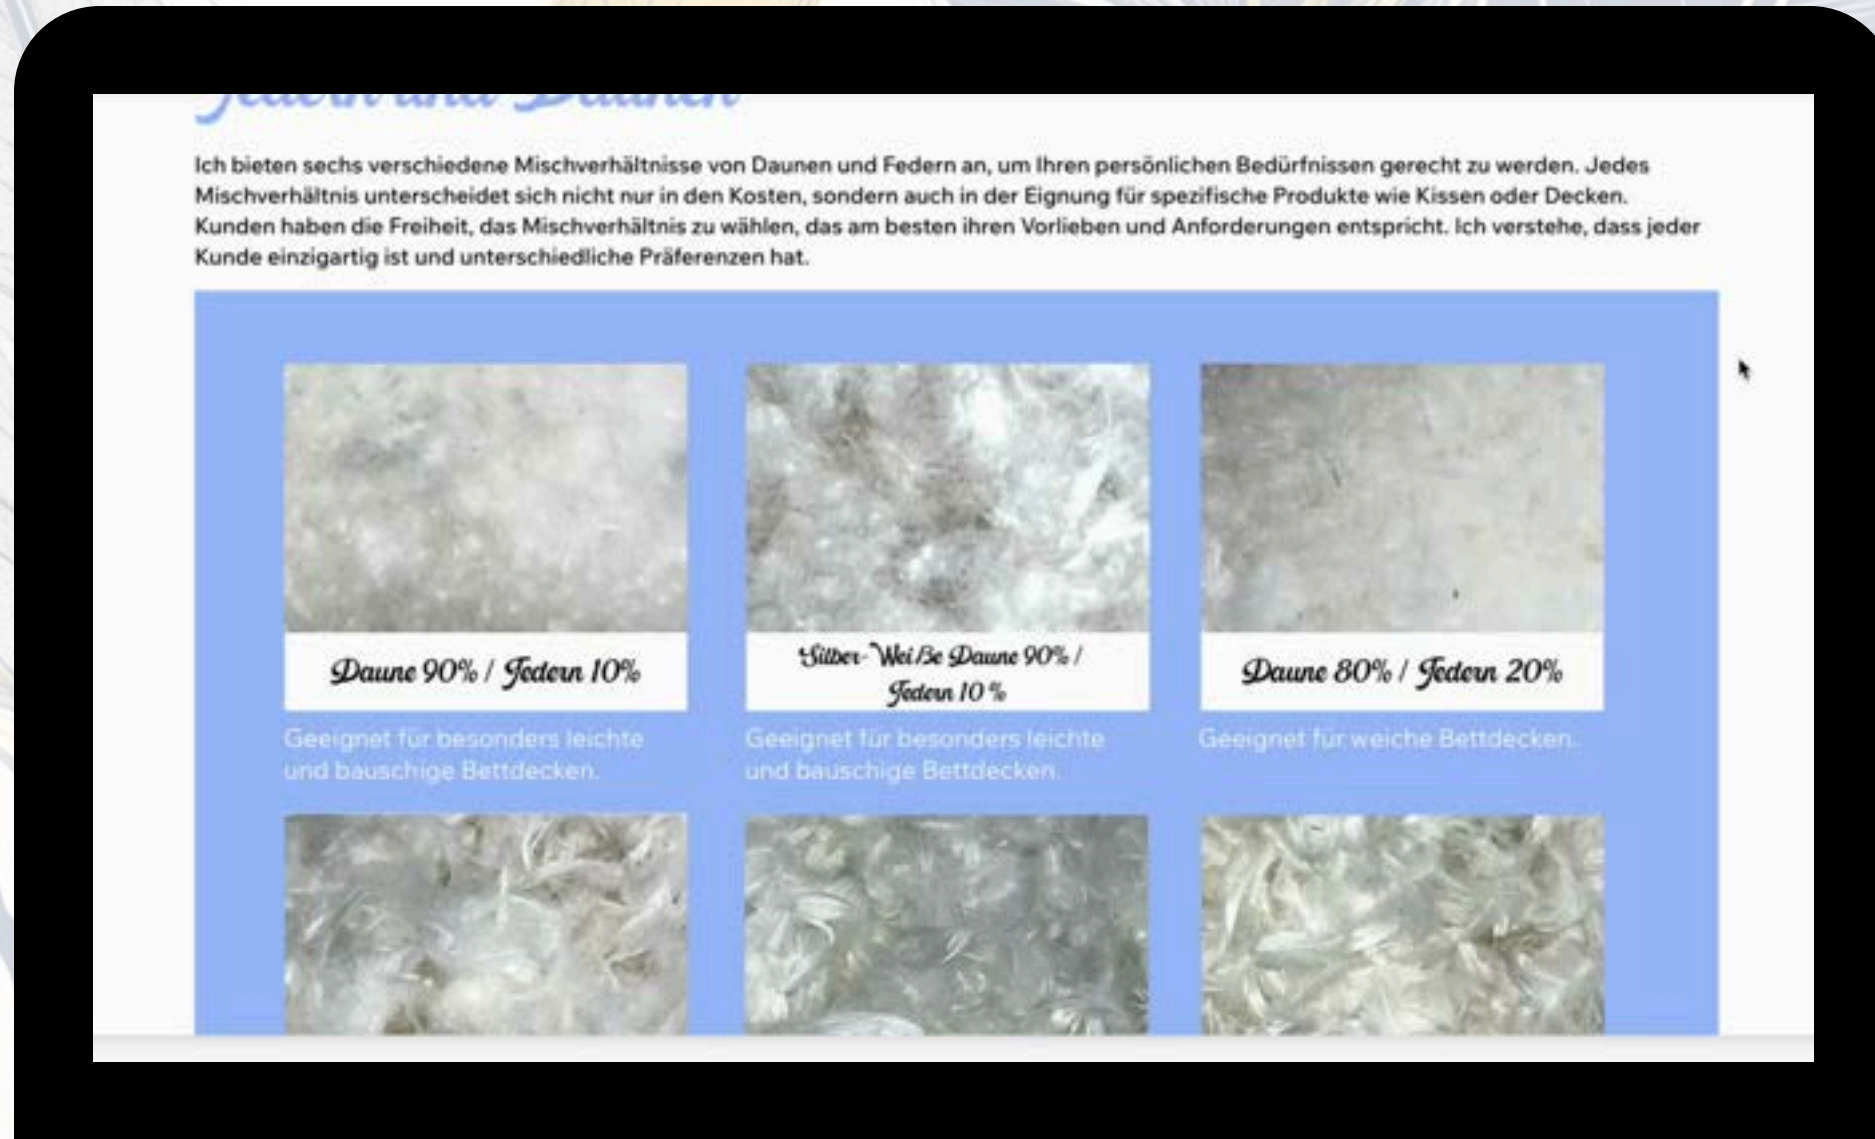 Federn und Daunen
Ich bieten sechs verschiedene Mischverhältnisse von Daunen und Federn an, um Ihren persönlichen Bedürfnissen gerecht zu werden. Jedes
Mischverhältnis unterscheidet sich nicht nur in den Kosten, sondern auch in der Eignung für spezifische Produkte wie Kissen oder Decken.
Kunden haben die Freiheit, das Mischverhältnis zu wählen, das am besten ihren Vorlieben und Anforderungen entspricht. Ich verstehe, dass jeder
Kunde einzigartig ist und unterschiedliche Präferenzen hat.
Daune 90% / Federn 10%
Silber-Weiße Daune 90% /
Federn 10 %
Daune 80% / Federn 20%
Geeignet für besonders leichte
und bauschige Bettdecken.
Geeignet für besonders leichte
und bauschige Bettdecken.
Geeignet für weiche Bettdecken.